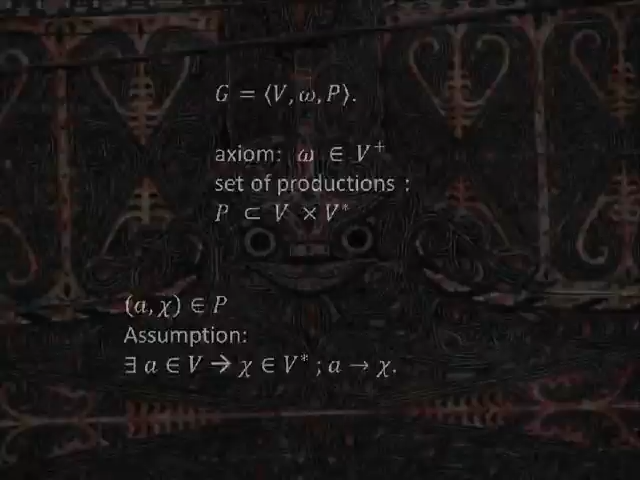 G = ⟨V, ω, P⟩.
axiom: ω ∈ V⁺
set of productions :
P ⊂ V × V*
(a, χ) ∈ P
Assumption:
∃ a ∈ V → χ ∈ V* ; a → χ.